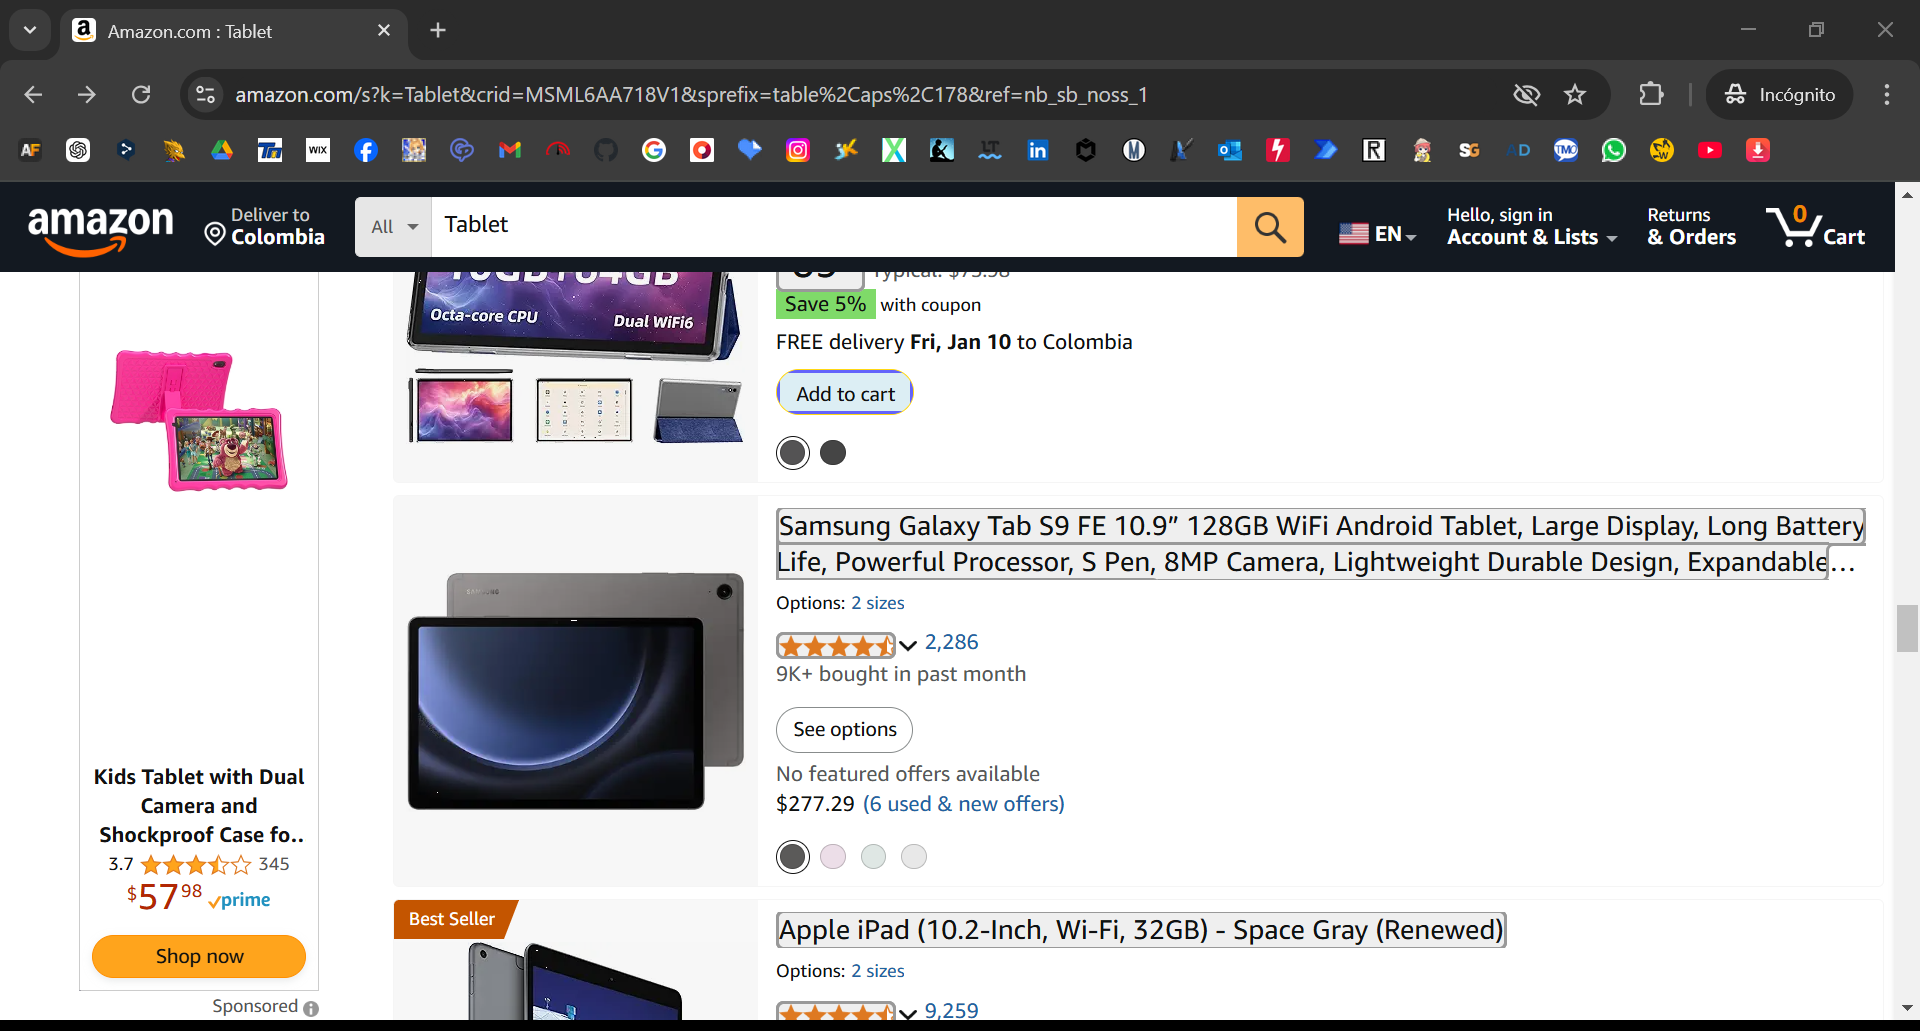 Amazon.com : Tablet
amazon.com/s?k=Tablet&crid=MSML6AA718V1&sprefix=table%2Caps%2C178&ref=nb_sb_noss_1
Incógnito
amazon
Deliver to
Colombia
All
Tablet
EN
Hello, sign in
Account & Lists
Returns
& Orders
0
Cart
Octa-core CPU
Dual WiFi6
Typical: $73.98
Save 5% with coupon
FREE delivery Fri, Jan 10 to Colombia
Add to cart
Samsung Galaxy Tab S9 FE 10.9” 128GB WiFi Android Tablet, Large Display, Long Battery
Life, Powerful Processor, S Pen, 8MP Camera, Lightweight Durable Design, Expandable…
Options: 2 sizes
2,286
9K+ bought in past month
See options
No featured offers available
$277.29 (6 used & new offers)
SAMSUNG
Kids Tablet with Dual
Camera and
Shockproof Case fo..
3.7 345
$57 98 prime
Shop now
Sponsored
Best Seller
Apple iPad (10.2-Inch, Wi-Fi, 32GB) - Space Gray (Renewed)
Options: 2 sizes
9,259